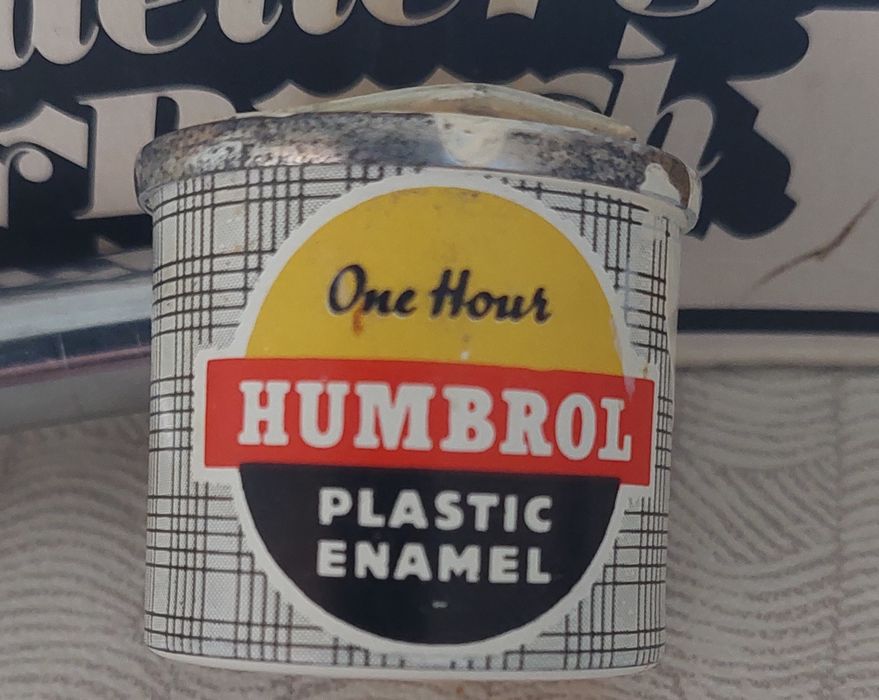 One Hour
HUMBROL
PLASTIC
ENAMEL